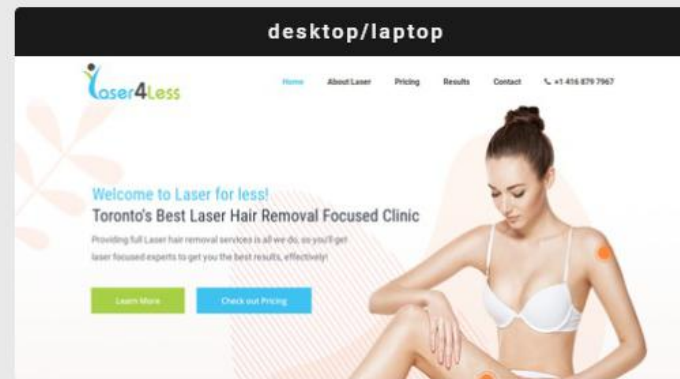 desktop/laptop
Laser4Less
Home About Laser Pricing Results Contact +1 416 879 7967
Welcome to Laser for less!
Toronto's Best Laser Hair Removal Focused Clinic
Providing full Laser hair removal services is all we do, so you'll get
laser focused experts to get you the best results, effectively!
Learn More Check out Pricing